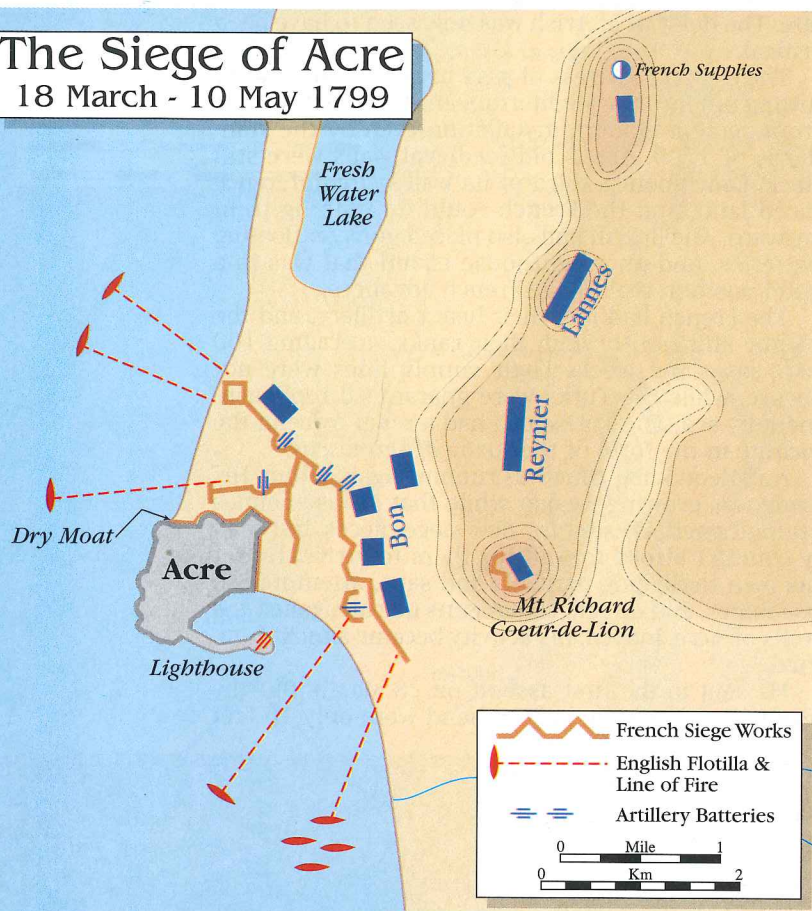 The Siege of Acre
18 March - 10 May 1799
French Supplies
Fresh
Water
Lake
Lannes
Reynier
Bon
Dry Moat
Acre
Mt. Richard
Coeur-de-Lion
Lighthouse
French Siege Works
English Flotilla &
Line of Fire
Artillery Batteries
0 Mile 1
0 Km 2